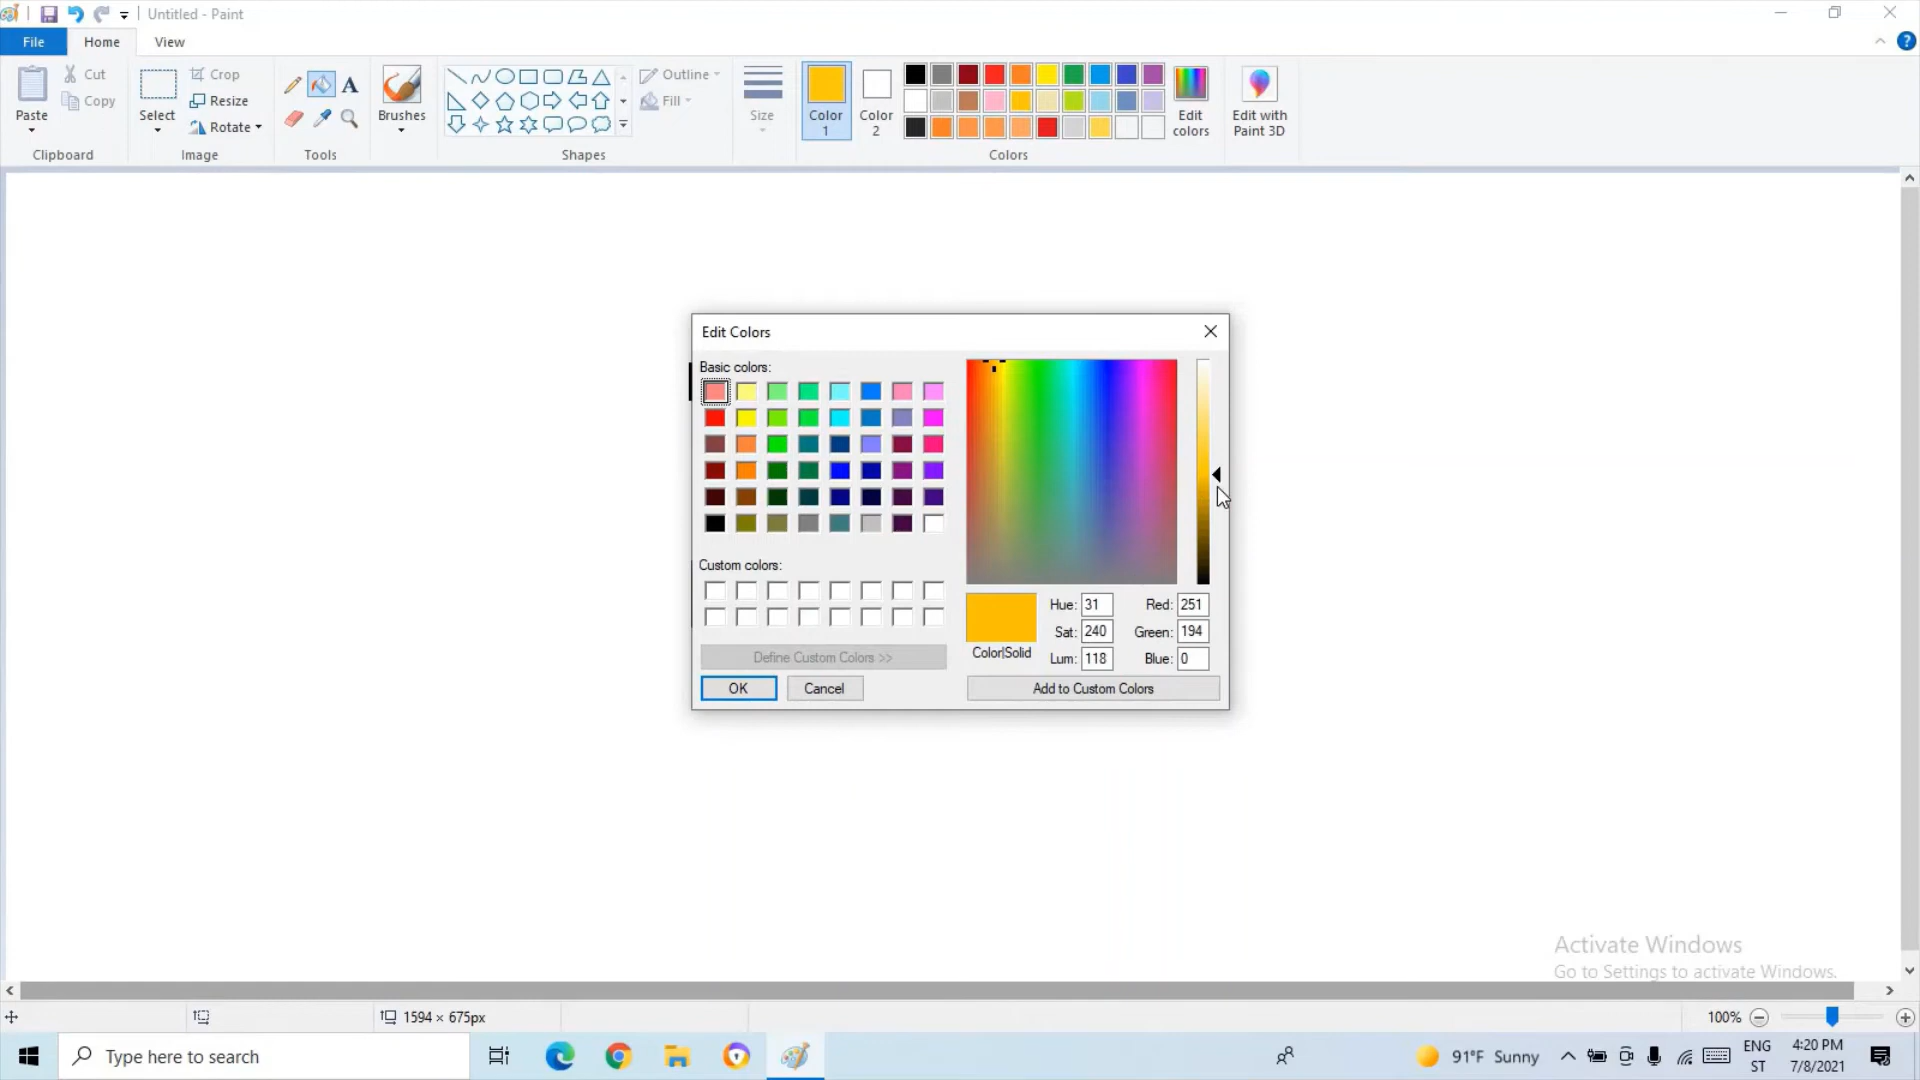 Untitled - Paint
File Home View
Paste
Cut
Copy
Clipboard
Select
Crop
Resize
Rotate
Image
A
Tools
Brushes
Shapes
Outline
Fill
Size
Color 1
Color 2
Colors
Edit colors
Edit with Paint 3D
Edit Colors
Basic colors:
Custom colors:
Define Custom Colors >>
OK Cancel
Color|Solid
Hue: 31 Red: 251
Sat: 240 Green: 194
Lum: 118 Blue: 0
Add to Custom Colors
Activate Windows
Go to Settings to activate Windows.
1594 × 675px
100%
Type here to search
91°F Sunny
ENG
ST
4:20 PM
7/8/2021